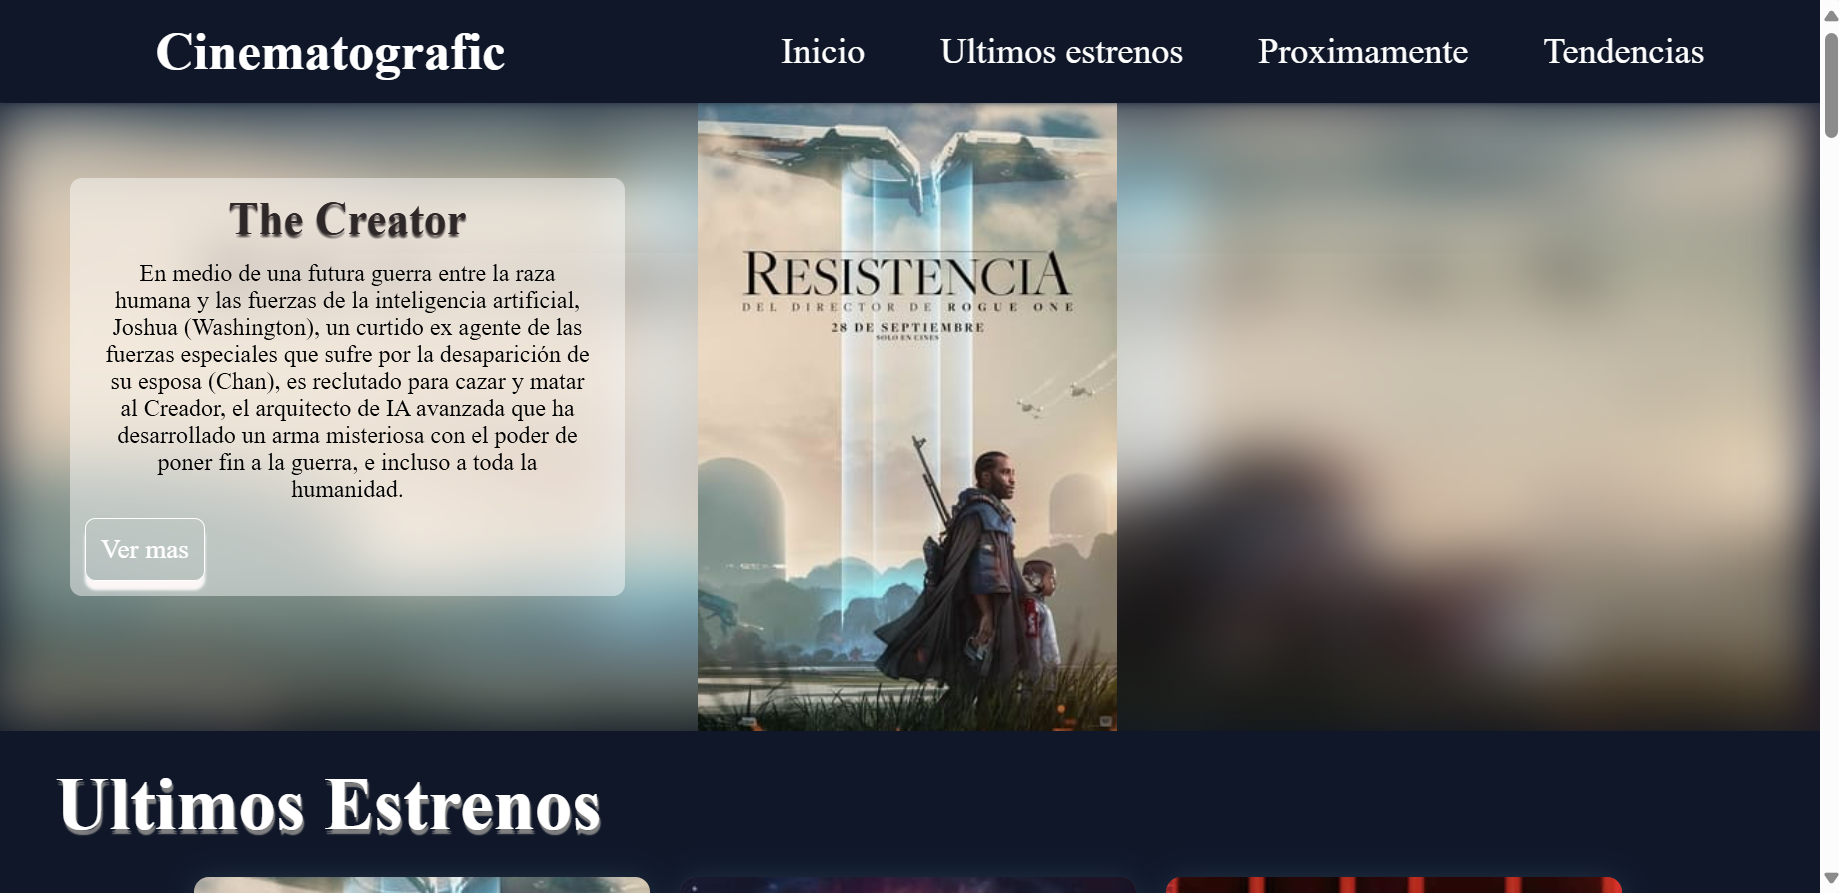 Cinematografic
Inicio
Ultimos estrenos
Proximamente
Tendencias
The Creator
En medio de una futura guerra entre la raza
humana y las fuerzas de la inteligencia artificial,
Joshua (Washington), un curtido ex agente de las
fuerzas especiales que sufre por la desaparición de
su esposa (Chan), es reclutado para cazar y matar
al Creador, el arquitecto de IA avanzada que ha
desarrollado un arma misteriosa con el poder de
poner fin a la guerra, e incluso a toda la
humanidad.
Ver mas
RESISTENCIA
DEL DIRECTOR DE ROGUE ONE
28 DE SEPTIEMBRE
SOLO EN CINES
Ultimos Estrenos